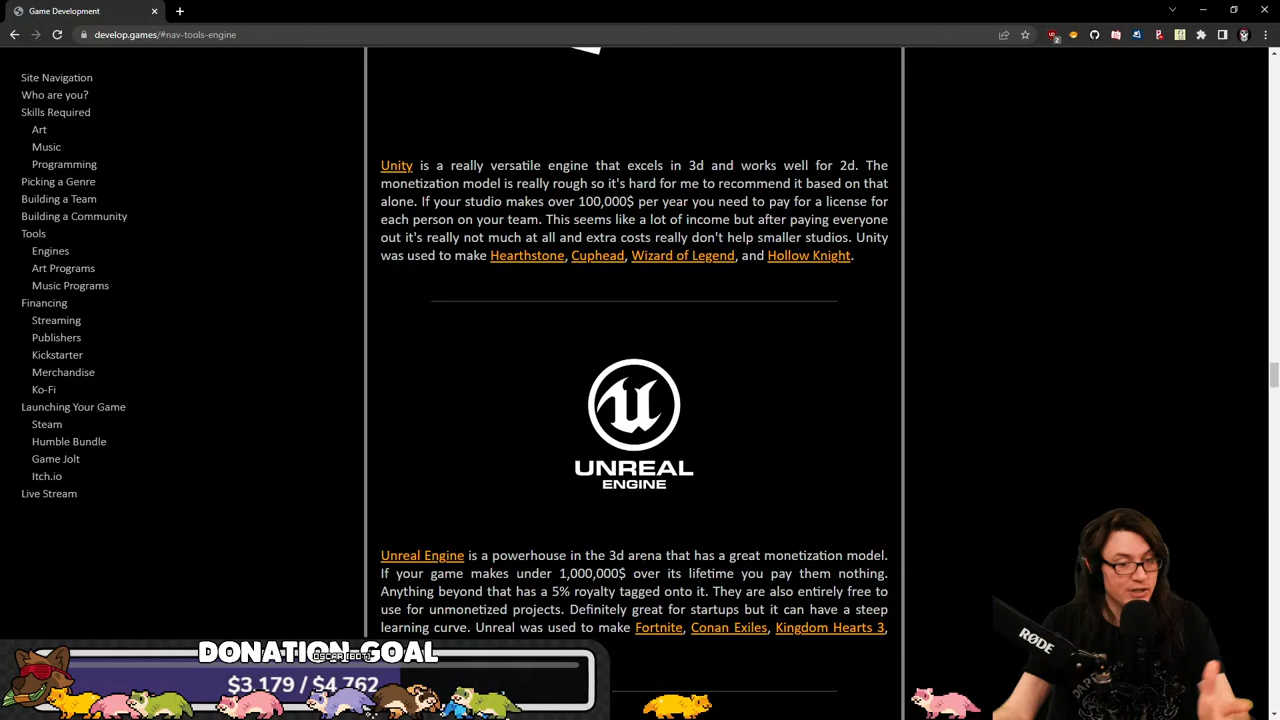 Game Development
develop.games/#nav-tools-engine
Site Navigation
Who are you?
Skills Required
Art
Music
Programming
Picking a Genre
Building a Team
Building a Community
Tools
Engines
Art Programs
Music Programs
Financing
Streaming
Publishers
Kickstarter
Merchandise
Ko-Fi
Launching Your Game
Steam
Humble Bundle
Game Jolt
Itch.io
Live Stream
Unity is a really versatile engine that excels in 3d and works well for 2d. The
monetization model is really rough so it's hard for me to recommend it based on that
alone. If your studio makes over 100,000$ per year you need to pay for a license for
each person on your team. This seems like a lot of income but after paying everyone
out it's really not much at all and extra costs really don't help smaller studios. Unity
was used to make Hearthstone, Cuphead, Wizard of Legend, and Hollow Knight.
UNREAL
ENGINE
Unreal Engine is a powerhouse in the 3d arena that has a great monetization model.
If your game makes under 1,000,000$ over its lifetime you pay them nothing.
Anything beyond that has a 5% royalty tagged onto it. They are also entirely free to
use for unmonetized projects. Definitely great for startups but it can have a steep
learning curve. Unreal was used to make Fortnite, Conan Exiles, Kingdom Hearts 3,
DONATION GOAL
OSCAR [BOT]
$3,179 / $4,762
RØDE